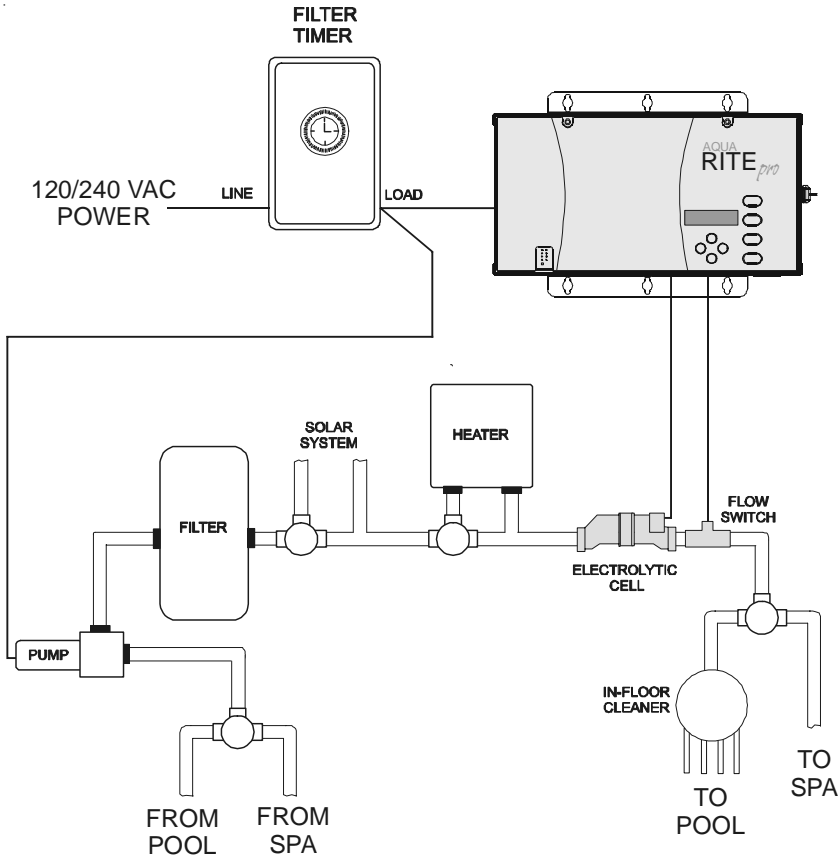 FILTER
TIMER
AQUA
RITE pro
120/240 VAC
POWER
LINE
LOAD
SOLAR
SYSTEM
HEATER
FILTER
FLOW
SWITCH
ELECTROLYTIC
CELL
PUMP
IN-FLOOR
CLEANER
TO
SPA
TO
POOL
FROM
POOL
FROM
SPA